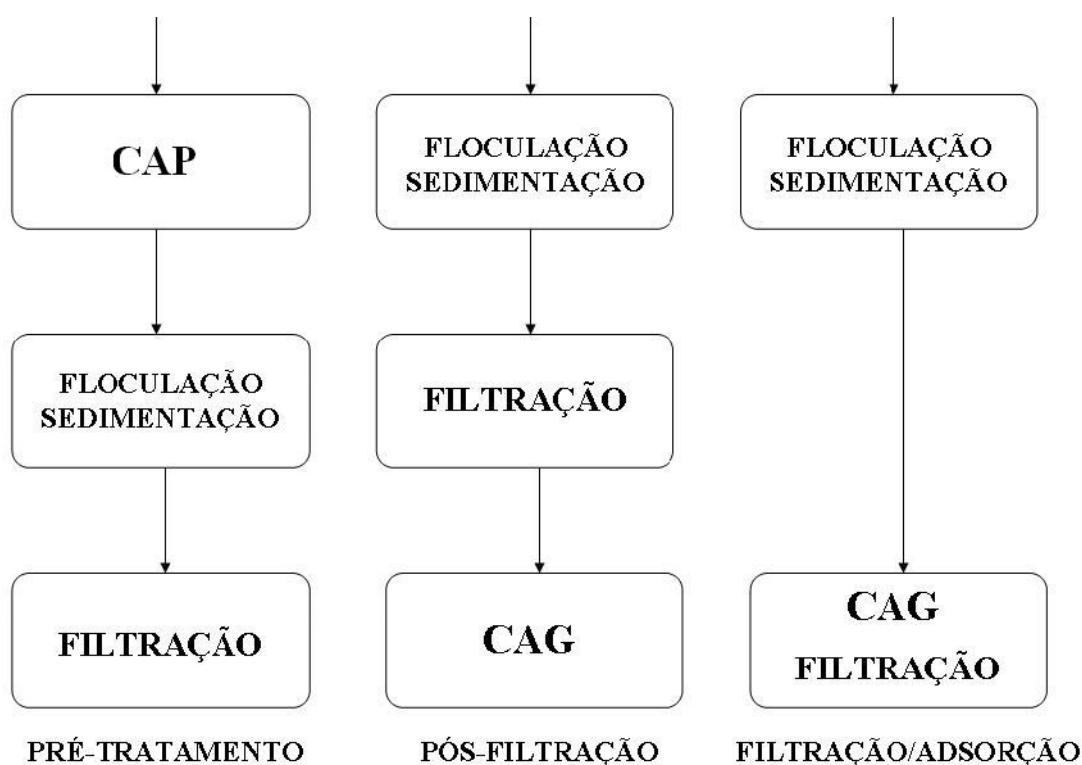 CAP
FLOCULAÇÃO
SEDIMENTAÇÃO
FILTRAÇÃO
PRÉ-TRATAMENTO
FLOCULAÇÃO
SEDIMENTAÇÃO
FILTRAÇÃO
CAG
PÓS-FILTRAÇÃO
FLOCULAÇÃO
SEDIMENTAÇÃO
CAG
FILTRAÇÃO
FILTRAÇÃO/ADSORÇÃO